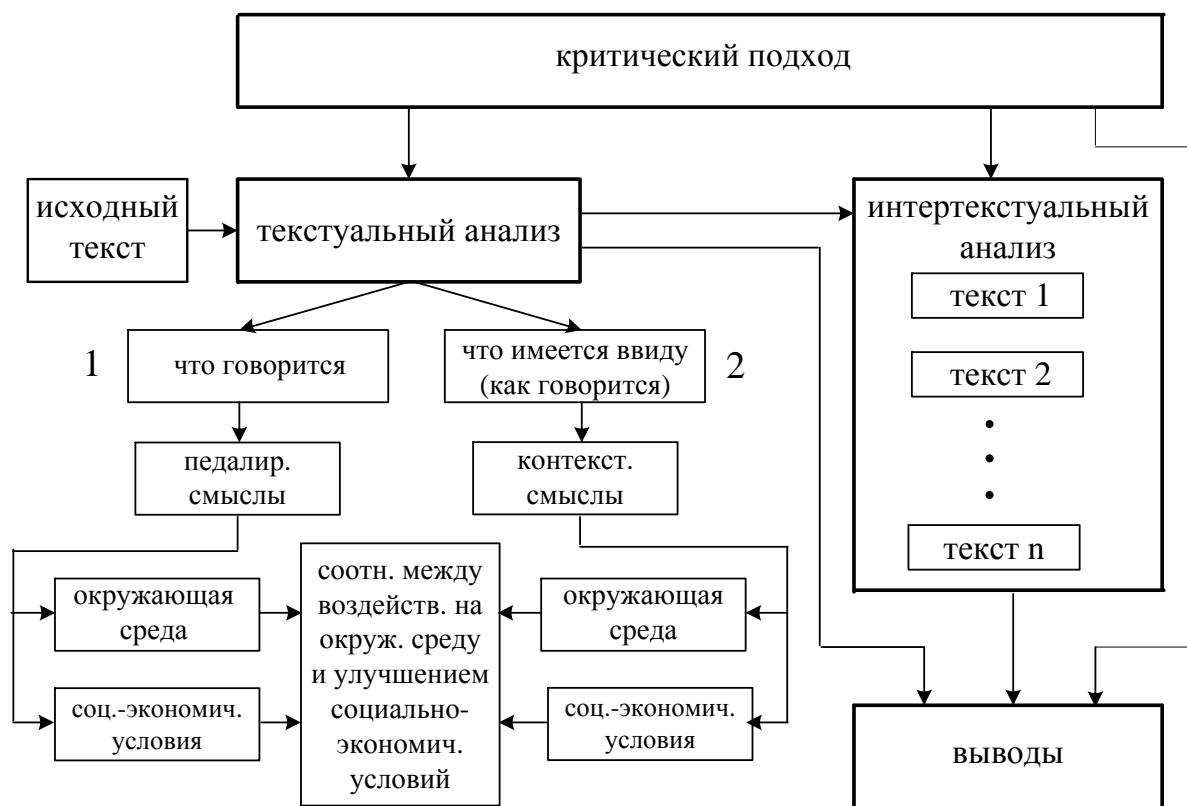 критический подход
исходный
текст
текстуальный анализ
интертекстуальный
анализ
текст 1
текст 2
текст n
1
что говорится
что имеется ввиду
(как говорится)
2
педалир.
смыслы
контекст.
смыслы
окружающая
среда
соц.-экономич.
условия
соотн. между
воздейств. на
окруж. среду
и улучшением
социально-
экономич.
условий
окружающая
среда
соц.-экономич.
условия
выводы